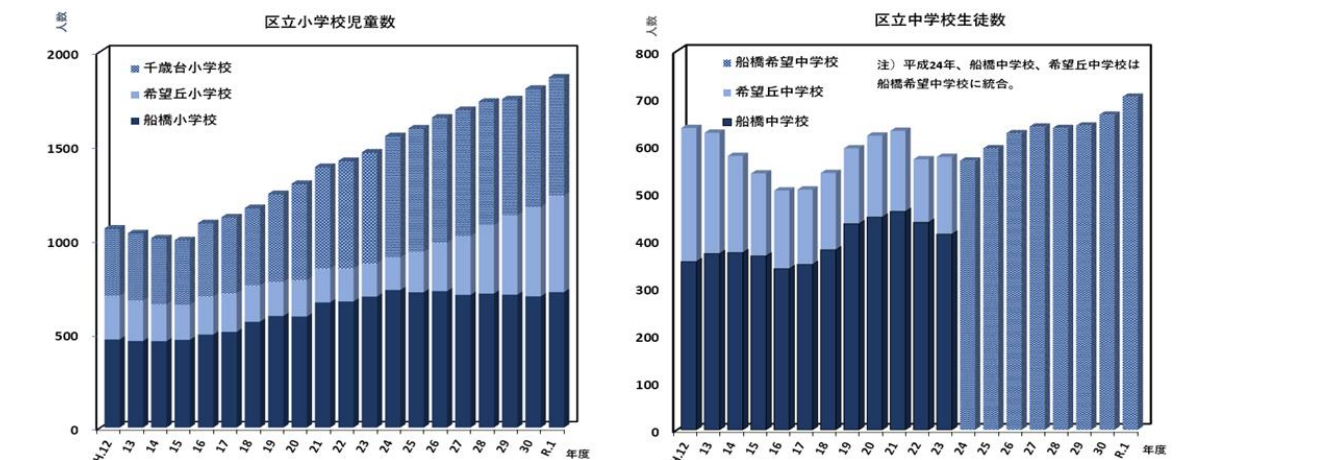 区立小学校児童数
人数
2000
1500
1000
500
0
千歳台小学校
希望丘小学校
船橋小学校
H.12 13 14 15 16 17 18 19 20 21 22 23 24 25 26 27 28 29 30 R.1
年度
区立中学校生徒数
人数
800
700
600
500
400
300
200
100
0
船橋希望中学校
希望丘中学校
船橋中学校
注）平成24年、船橋中学校、希望丘中学校は
船橋希望中学校に統合。
H.12 13 14 15 16 17 18 19 20 21 22 23 24 25 26 27 28 29 30 R.1
年度